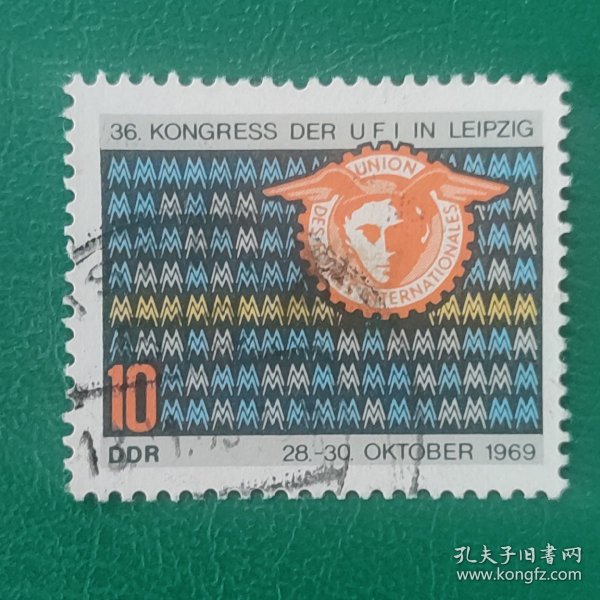 36. KONGRESS DER UFI IN LEIPZIG
UNION
DES
INTERNATIONALES
10
DDR
28.-30. OKTOBER 1969
孔夫子旧书网
www.kongfz.com